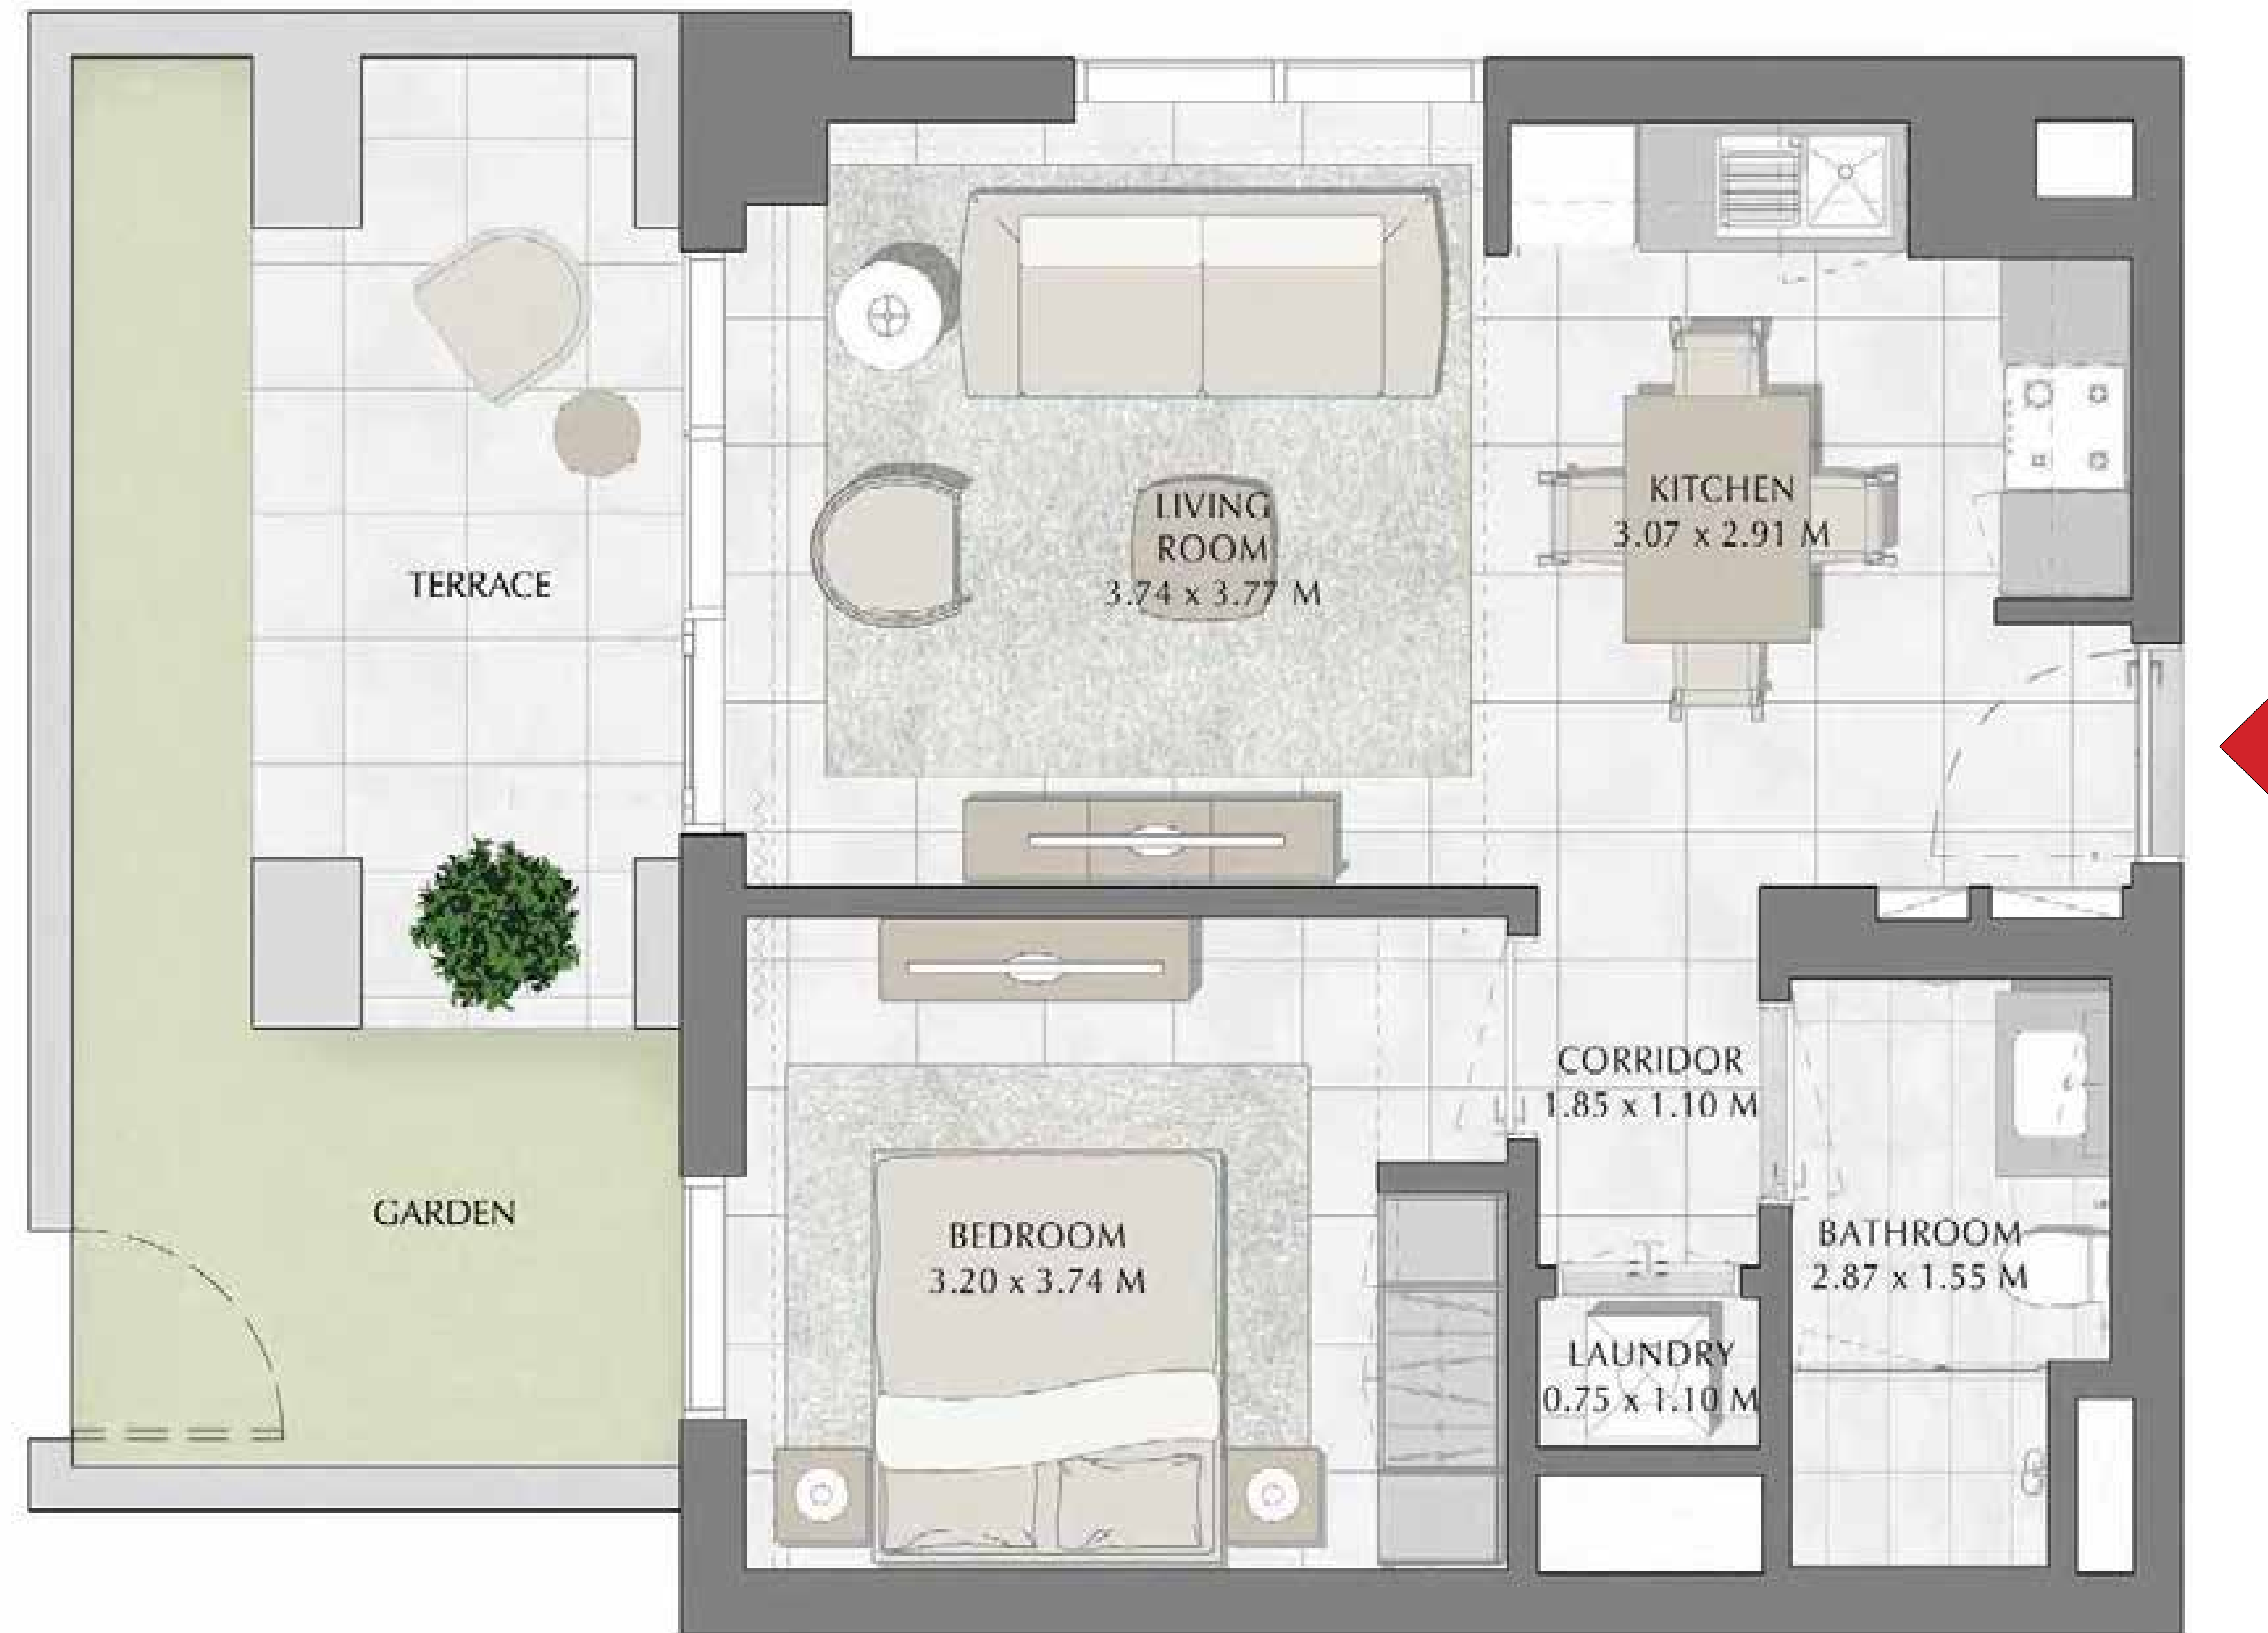 LIVING
ROOM
3.74 x 3.77 M
KITCHEN
3.07 x 2.91 M
TERRACE
CORRIDOR
1.85 x 1.10 M
GARDEN
BEDROOM
3.20 x 3.74 M
BATHROOM
2.87 x 1.55 M
LAUNDRY
0.75 x 1.10 M